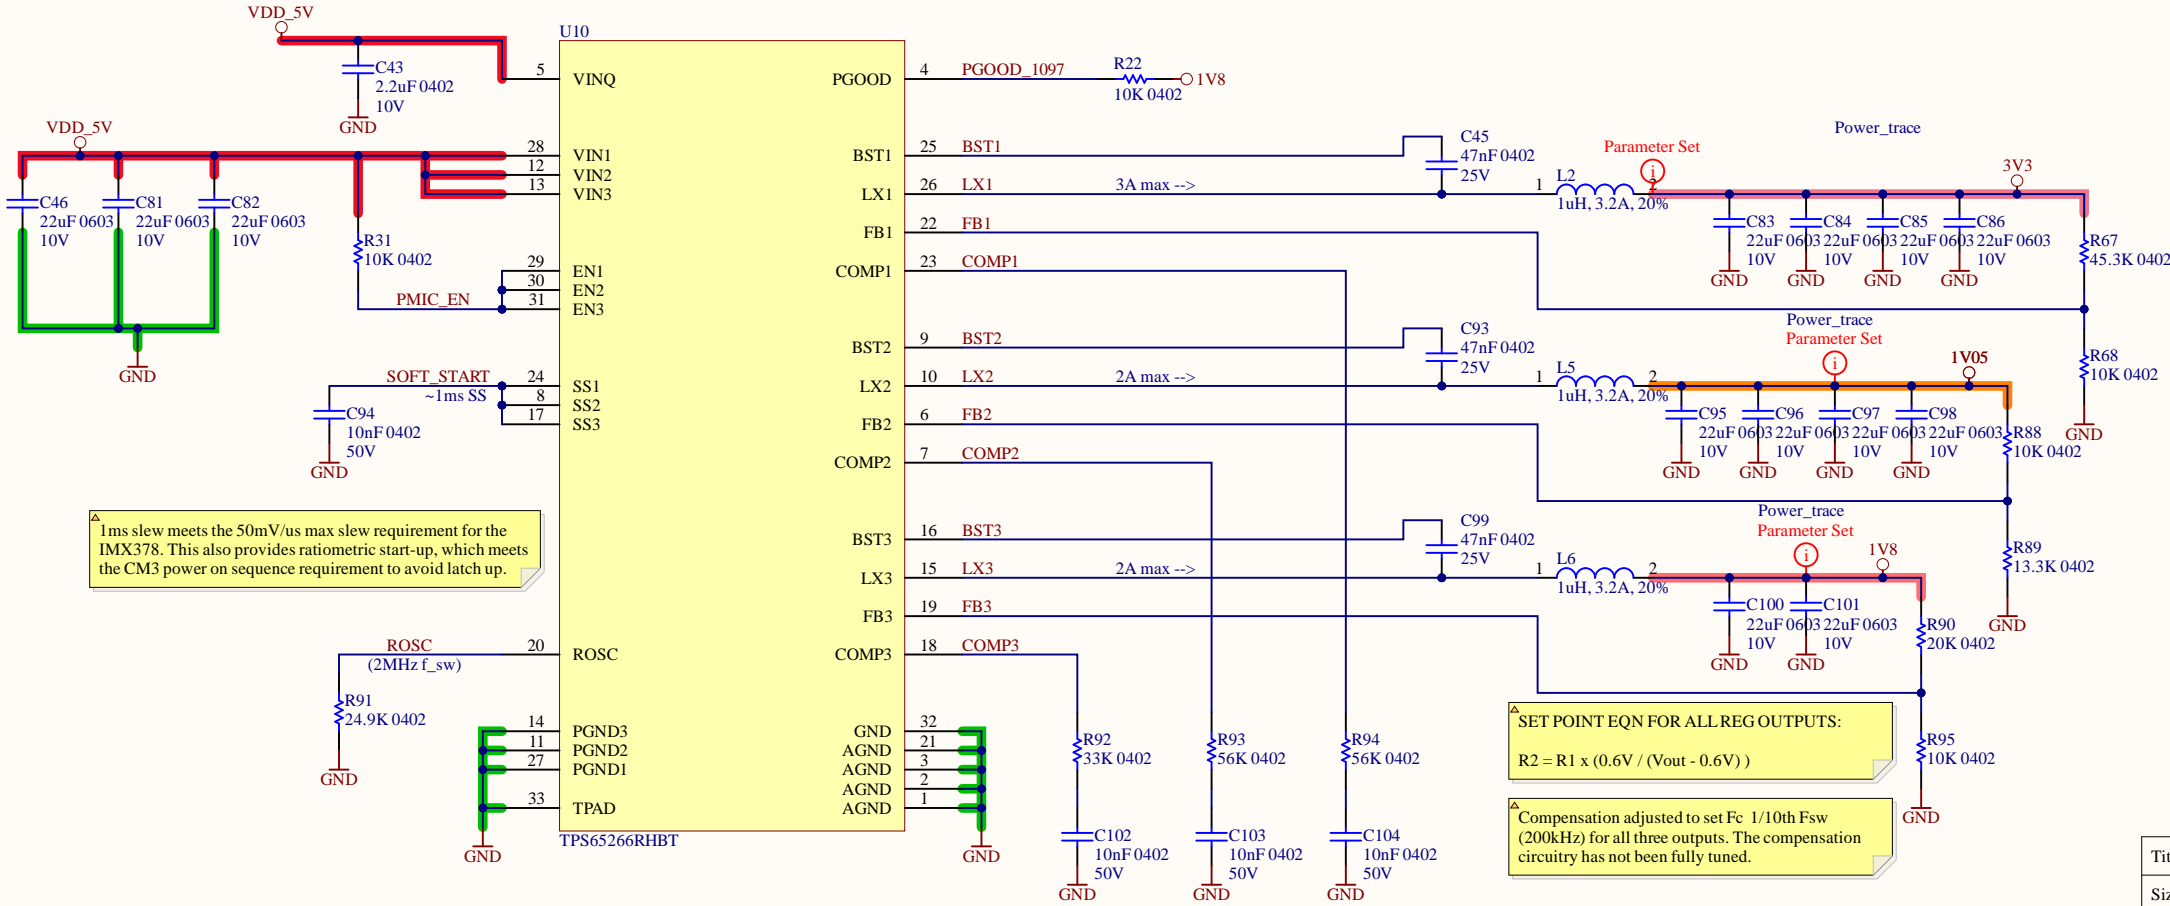 VDD_5V
C43
2.2uF 0402
10V
GND
VDD_5V
C46
22uF 0603
10V
C81
22uF 0603
10V
C82
22uF 0603
10V
GND
R31
10K 0402
PMIC_EN
SOFT_START
~1ms SS
C94
10nF 0402
50V
GND
1ms slew meets the 50mV/us max slew requirement for the
IMX378. This also provides ratiometric start-up, which meets
the CM3 power on sequence requirement to avoid latch up.
ROSC
(2MHz f_sw)
R91
24.9K 0402
GND
GND
U10
5 VINQ
28 VIN1
12 VIN2
13 VIN3
29 EN1
30 EN2
31 EN3
24 SS1
8 SS2
17 SS3
20 ROSC
14 PGND3
11 PGND2
27 PGND1
33 TPAD
TPS65266RHBT
PGOOD 4 PGOOD_1097
BST1 25 BST1
LX1 26 LX1 3A max -->
FB1 22 FB1
COMP1 23 COMP1
BST2 9 BST2
LX2 10 LX2 2A max -->
FB2 6 FB2
COMP2 7 COMP2
BST3 16 BST3
LX3 15 LX3 2A max -->
FB3 19 FB3
COMP3 18 COMP3
GND 32
AGND 21
AGND 3
AGND 2
AGND 1
GND
R22
10K 0402
1V8
C45
47nF 0402
25V
1 L2 2
1uH, 3.2A, 20%
Parameter Set
i
Power_trace
3V3
C83
22uF 0603
10V
GND
C84
22uF 0603
10V
GND
C85
22uF 0603
10V
GND
C86
22uF 0603
10V
GND
R67
45.3K 0402
R68
10K 0402
GND
C93
47nF 0402
25V
1 L5 2
1uH, 3.2A, 20%
Power_trace
Parameter Set
i
1V05
C95
22uF 0603
10V
GND
C96
22uF 0603
10V
GND
C97
22uF 0603
10V
GND
C98
22uF 0603
10V
GND
R88
10K 0402
R89
13.3K 0402
GND
C99
47nF 0402
25V
1 L6 2
1uH, 3.2A, 20%
Power_trace
Parameter Set
i
1V8
C100
22uF 0603
10V
GND
C101
22uF 0603
10V
GND
R90
20K 0402
R95
10K 0402
GND
R92
33K 0402
C102
10nF 0402
50V
GND
R93
56K 0402
C103
10nF 0402
50V
GND
R94
56K 0402
C104
10nF 0402
50V
GND
SET POINT EQN FOR ALL REG OUTPUTS:
R2 = R1 x (0.6V / (Vout - 0.6V) )
Compensation adjusted to set Fc 1/10th Fsw
(200kHz) for all three outputs. The compensation
circuitry has not been fully tuned.
Tit
Siz